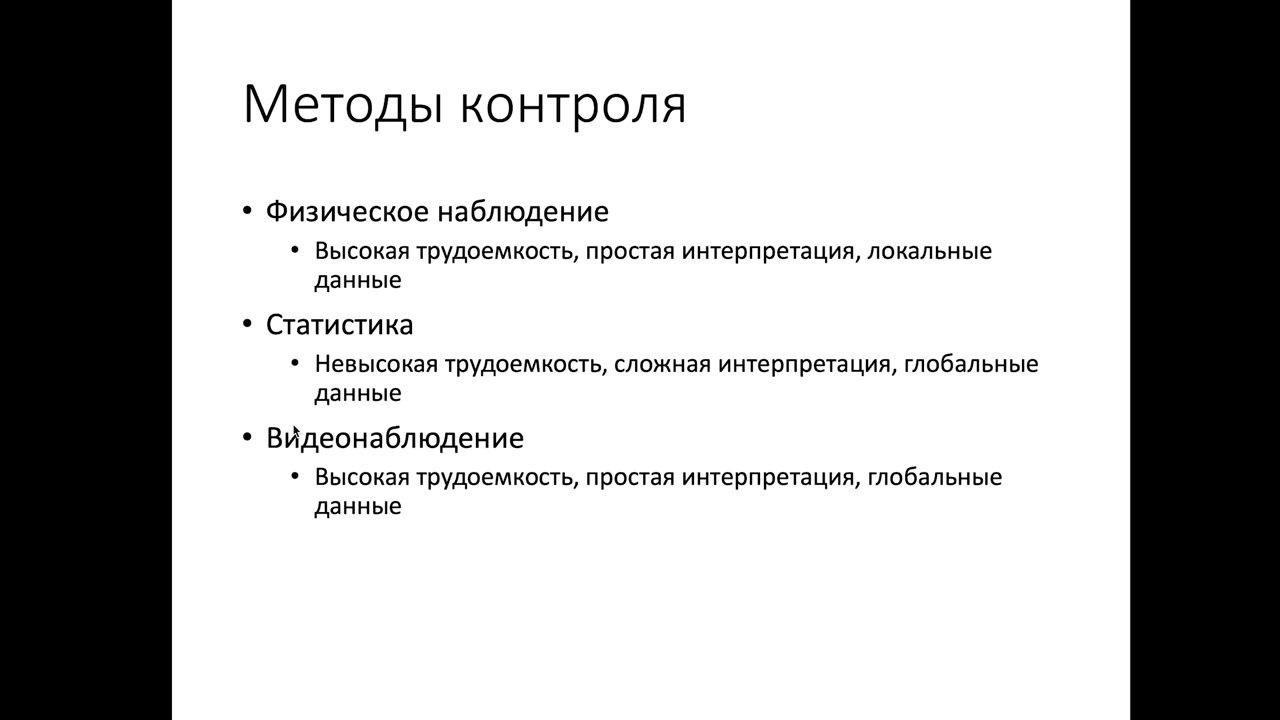 Методы контроля
• Физическое наблюдение
• Высокая трудоемкость, простая интерпретация, локальные
данные
• Статистика
• Невысокая трудоемкость, сложная интерпретация, глобальные
данные
• Видеонаблюдение
• Высокая трудоемкость, простая интерпретация, глобальные
данные